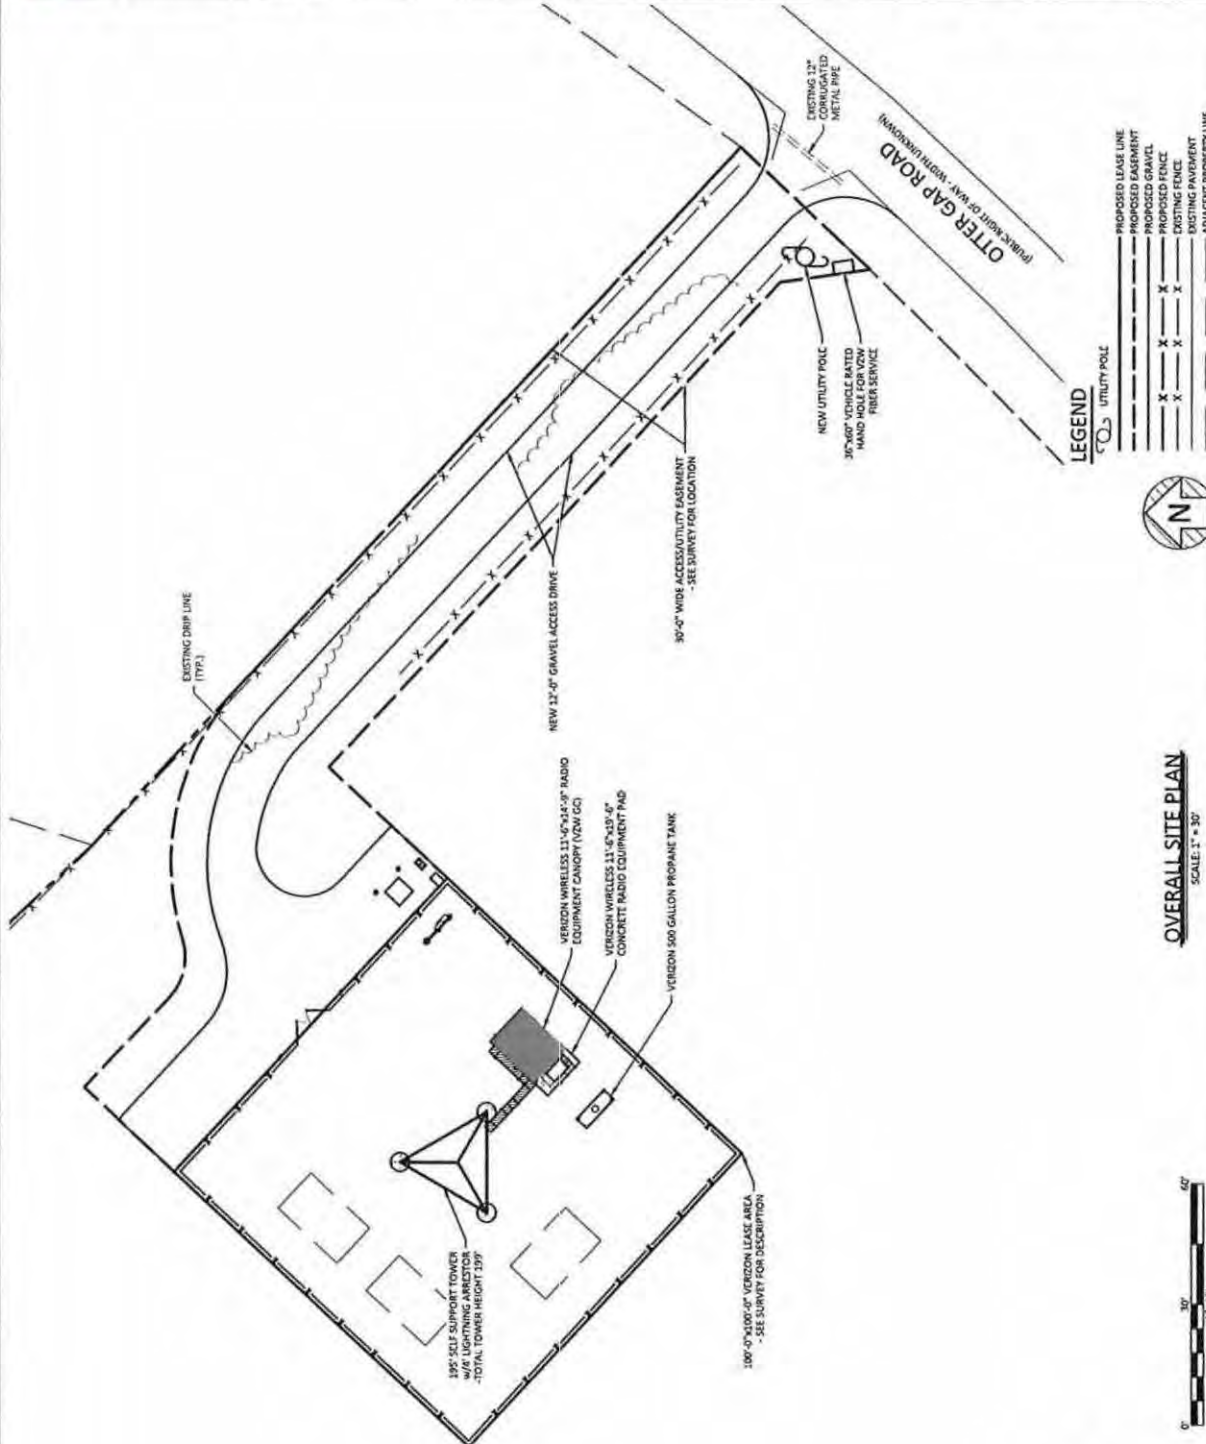 EXISTING 12"
CORRUGATED
METAL PIPE
OTTER GAP ROAD
(PUBLIC RIGHT OF WAY - WIDTH UNKNOWN)
EXISTING DRIP LINE
(TYP.)
NEW UTILITY POLE
36"x60" VEHICLE RATED
HAND HOLE FOR VZW
FIBER SERVICE
30'-0" WIDE ACCESS/UTILITY EASEMENT
- SEE SURVEY FOR LOCATION
NEW 12'-0" GRAVEL ACCESS DRIVE
VERIZON WIRELESS 11'-6"x14'-9" RADIO
EQUIPMENT CANOPY (VZW GC)
VERIZON WIRELESS 11'-6"x19'-6"
CONCRETE RADIO EQUIPMENT PAD
VERIZON 500 GALLON PROPANE TANK
195' SELF SUPPORT TOWER
w/4' LIGHTNING ARRESTOR
-TOTAL TOWER HEIGHT 199'
100'-0"x100'-0" VERIZON LEASE AREA
- SEE SURVEY FOR DESCRIPTION
LEGEND
UTILITY POLE
PROPOSED LEASE LINE
PROPOSED EASEMENT
PROPOSED GRAVEL
X X X PROPOSED FENCE
X X X EXISTING FENCE
EXISTING PAVEMENT
ADJACENT PROPERTY LINE
N
OVERALL SITE PLAN
SCALE: 1" = 30'
0' 30' 60'